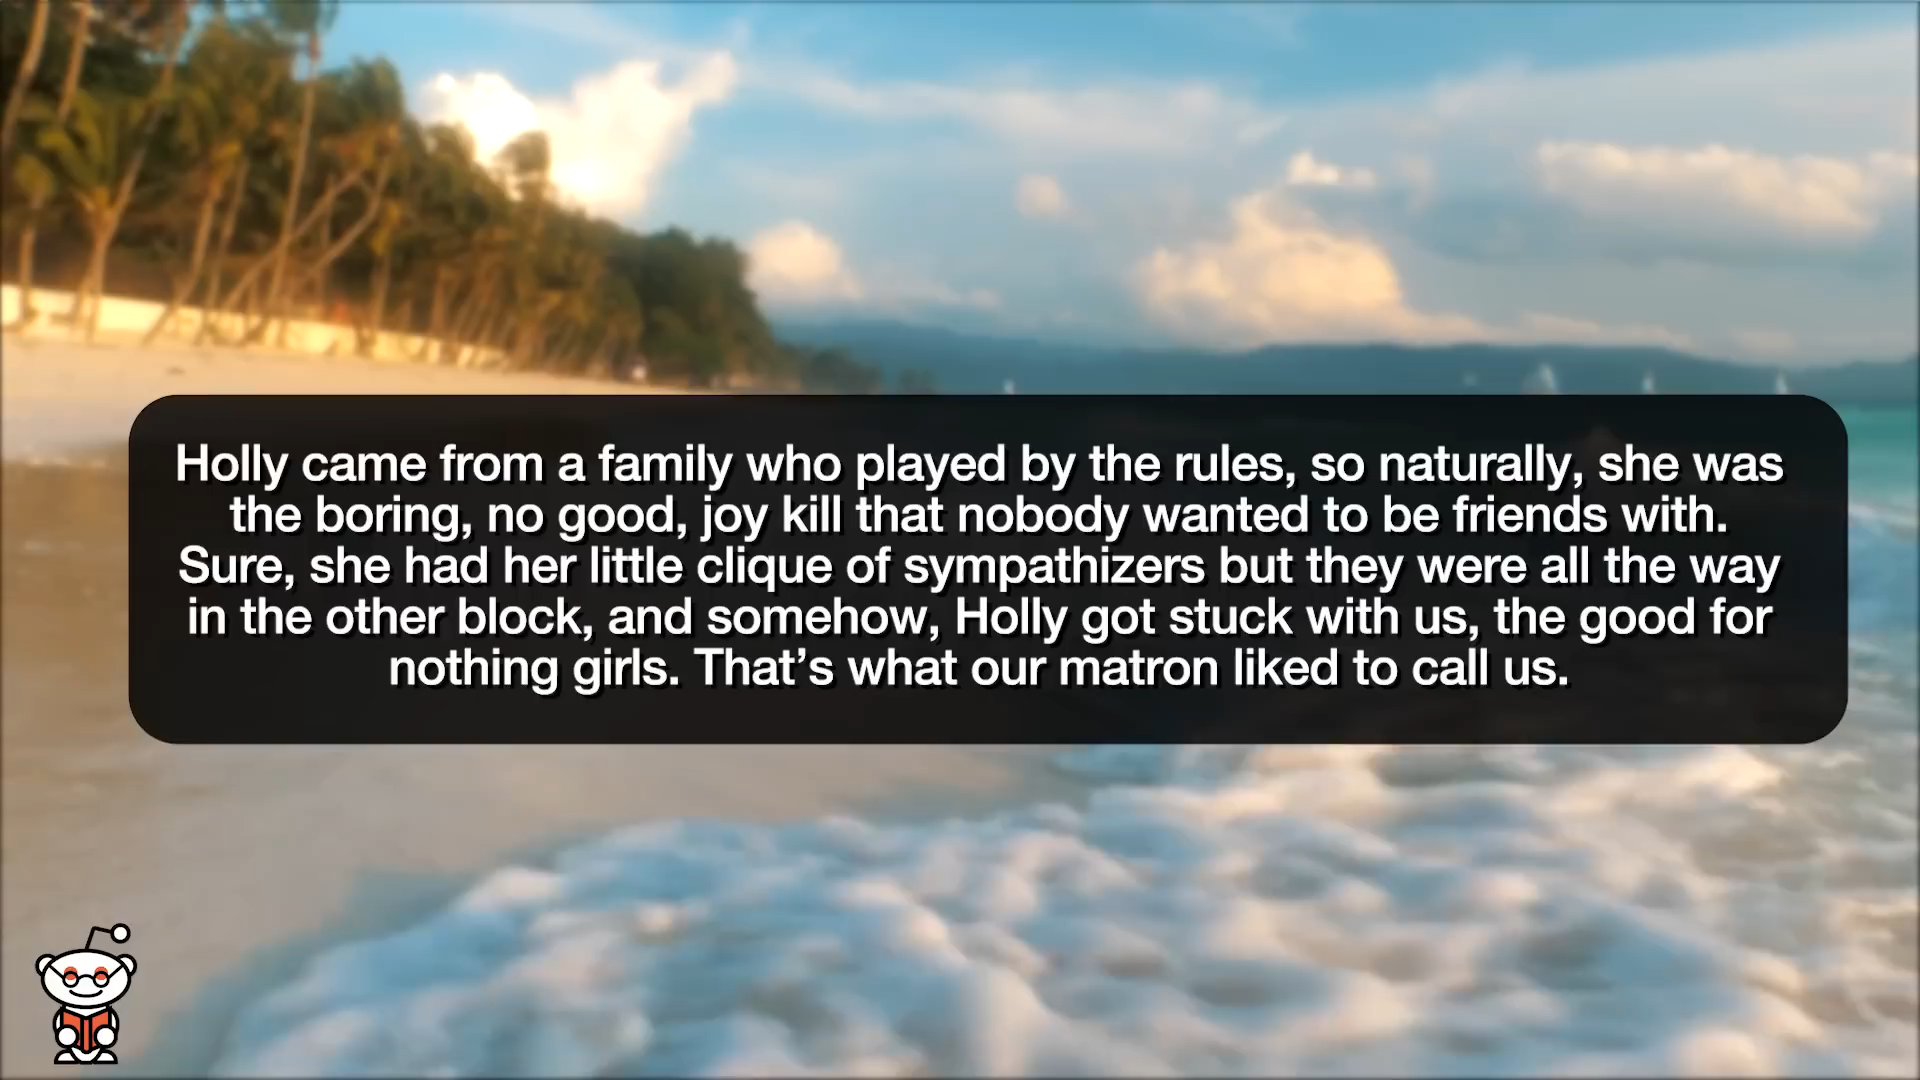 Holly came from a family who played by the rules, so naturally, she was
the boring, no good, joy kill that nobody wanted to be friends with.
Sure, she had her little clique of sympathizers but they were all the way
in the other block, and somehow, Holly got stuck with us, the good for
nothing girls. That’s what our matron liked to call us.